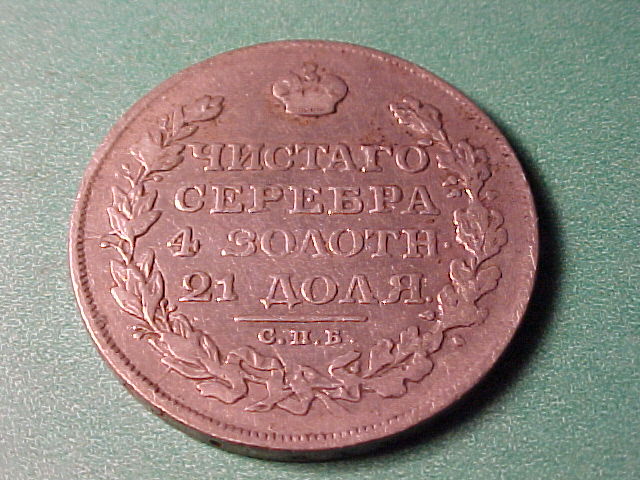 ЧИСТАГО
СЕРЕБРА
4 ЗОЛОТН.
21 ДОЛЯ.
С.П.Б.